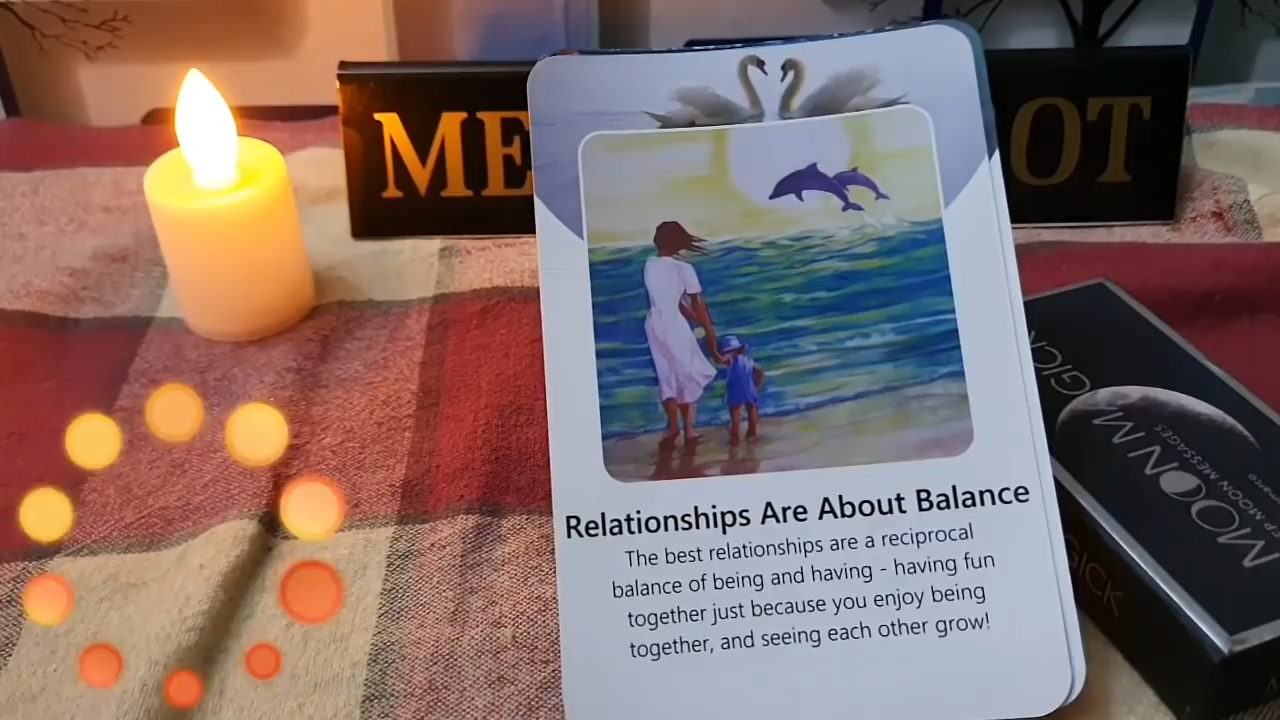 ME
OT
Relationships Are About Balance
The best relationships are a reciprocal
balance of being and having - having fun
together just because you enjoy being
together, and seeing each other grow!
MOON MAGICK
MOON MESSAGES
GICK